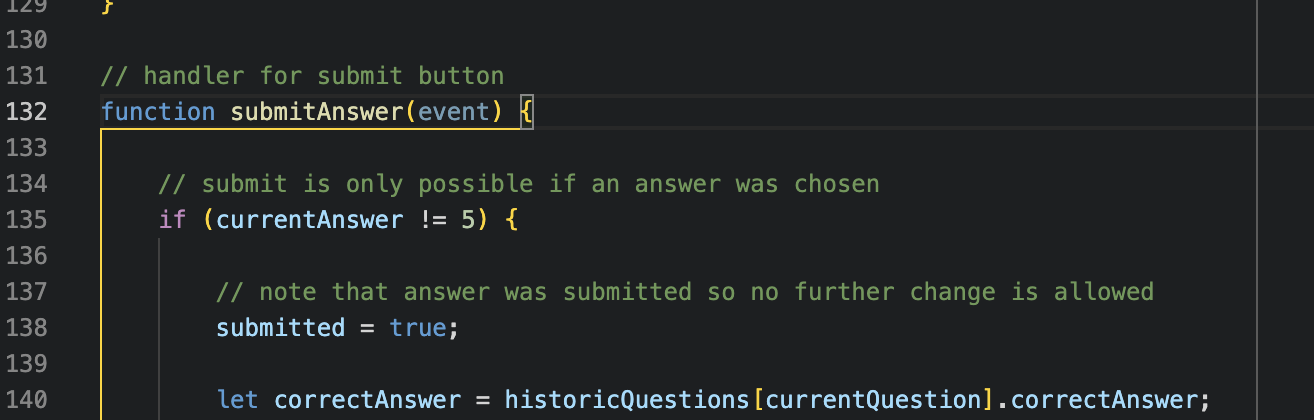 129 }
130
131 // handler for submit button
132 function submitAnswer(event) {
133
134 // submit is only possible if an answer was chosen
135 if (currentAnswer != 5) {
136
137 // note that answer was submitted so no further change is allowed
138 submitted = true;
139
140 let correctAnswer = historicQuestions[currentQuestion].correctAnswer;